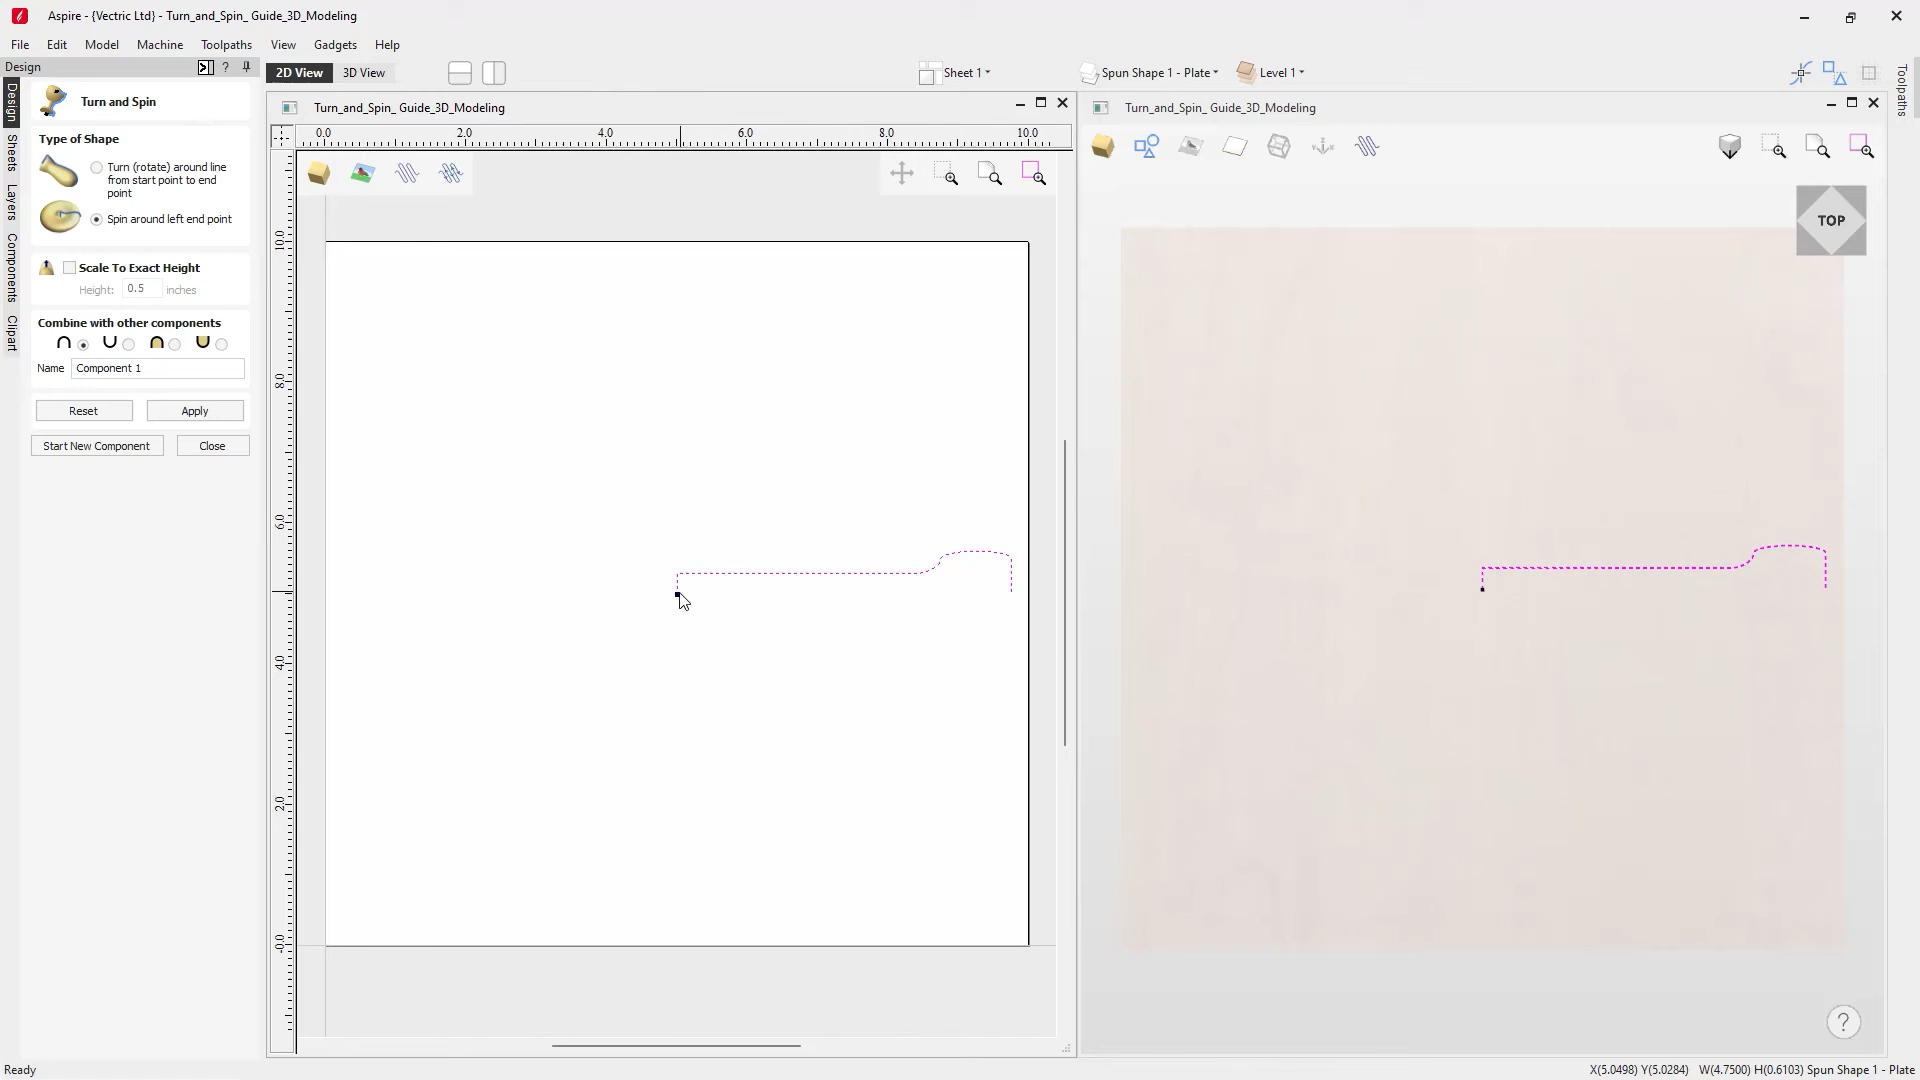 Aspire - {Vectric Ltd} - Turn_and_Spin_ Guide_3D_Modeling
File Edit Model Machine Toolpaths View Gadgets Help
Design ?
2D View 3D View Sheet 1 Spun Shape 1 - Plate Level 1
Toolpaths
Design
Sheets
Layers
Components
Clipart
Turn and Spin
Type of Shape
Turn (rotate) around line
from start point to end
point
Spin around left end point
Scale To Exact Height
Height: 0.5 inches
Combine with other components
Name Component 1
Reset Apply
Start New Component Close
Turn_and_Spin_ Guide_3D_Modeling
0.0 2.0 4.0 6.0 8.0 10.0
10.0
8.0
6.0
4.0
2.0
-0.0
Turn_and_Spin_ Guide_3D_Modeling
TOP
?
Ready
X(5.0498) Y(5.0284) W(4.7500) H(0.6103) Spun Shape 1 - Plate